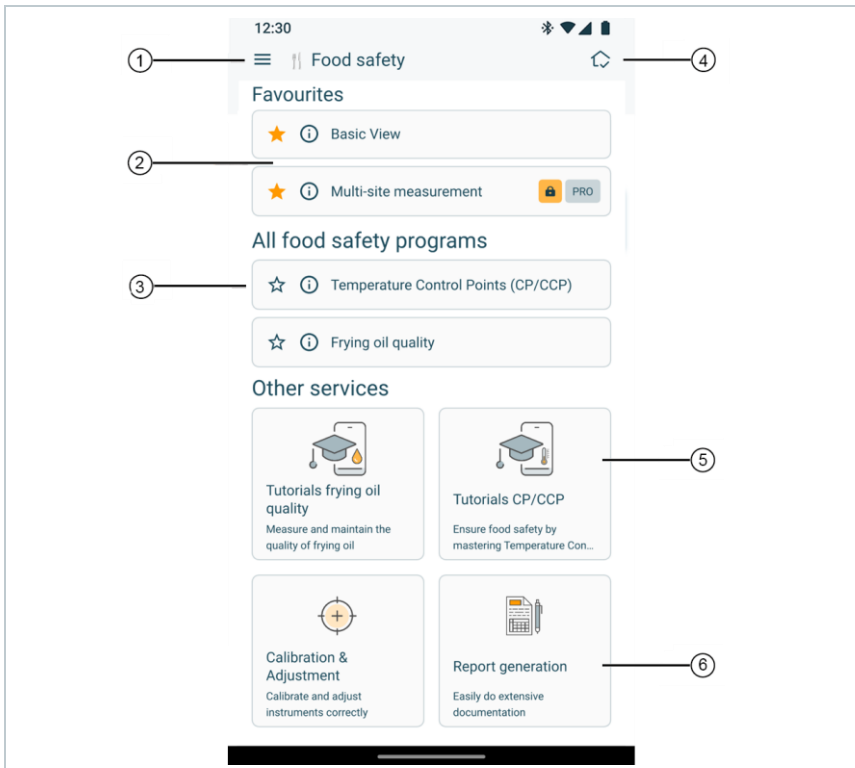 12:30
1 Food safety 4
Favourites
Basic View
2
Multi-site measurement PRO
All food safety programs
3 Temperature Control Points (CP/CCP)
Frying oil quality
Other services
5
Tutorials frying oil
quality
Measure and maintain the
quality of frying oil
Tutorials CP/CCP
Ensure food safety by
mastering Temperature Con...
Calibration &
Adjustment
Calibrate and adjust
instruments correctly
Report generation
Easily do extensive
documentation
6